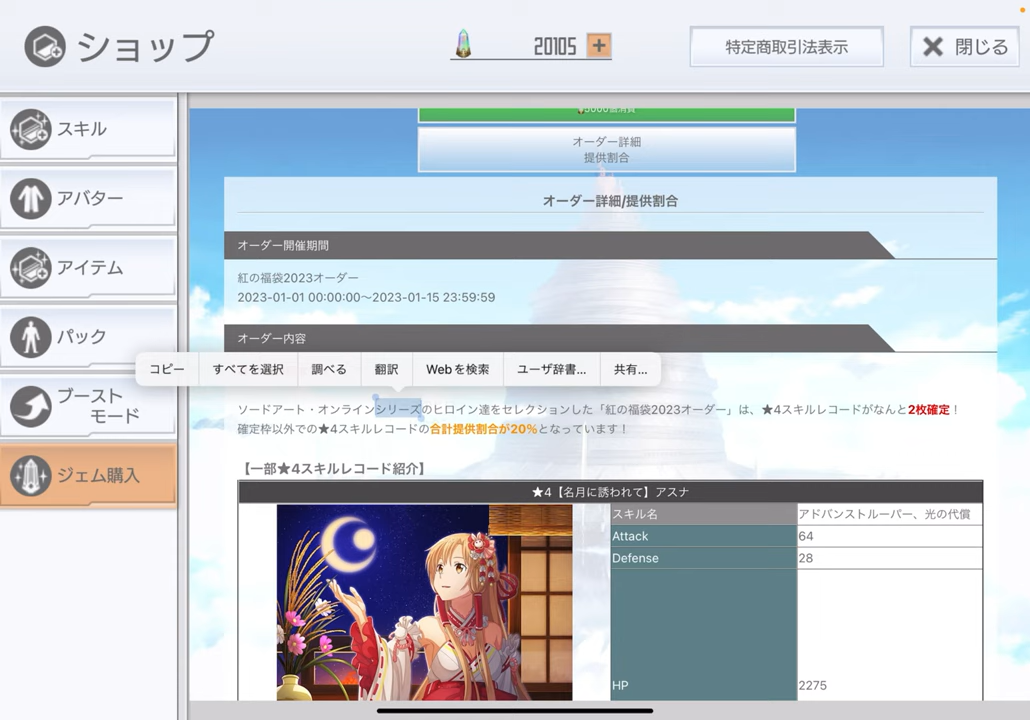 ショップ
20105
特定商取引法表示
閉じる
スキル
アバター
アイテム
パック
ブースト
モード
ジェム購入
オーダー詳細
提供割合
オーダー詳細/提供割合
オーダー開催期間
紅の福袋2023オーダー
2023-01-01 00:00:00～2023-01-15 23:59:59
オーダー内容
コピー
すべてを選択
調べる
翻訳
Webを検索
ユーザ辞書...
共有...
ソードアート・オンラインシリーズのヒロイン達をセレクションした「紅の福袋2023オーダー」は、★4スキルレコードがなんと2枚確定！
確定枠以外での★4スキルレコードの合計提供割合が20%となっています！
【一部★4スキルレコード紹介】
★4【名月に誘われて】アスナ
スキル名 アドバンストルーパー、光の代償
Attack 64
Defense 28
HP 2275